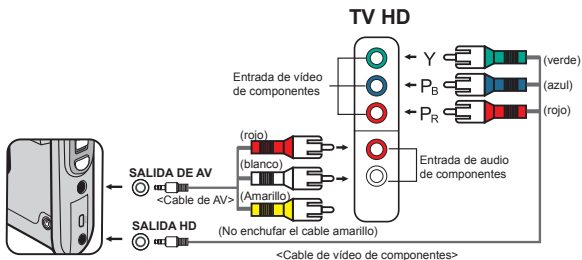 TV HD
Entrada de vídeo
de componentes
Y
(verde)
PB
(azul)
PR
(rojo)
(rojo)
(blanco)
(Amarillo)
Entrada de audio
de componentes
SALIDA DE AV
<Cable de AV>
SALIDA HD
(No enchufar el cable amarillo)
<Cable de vídeo de componentes>